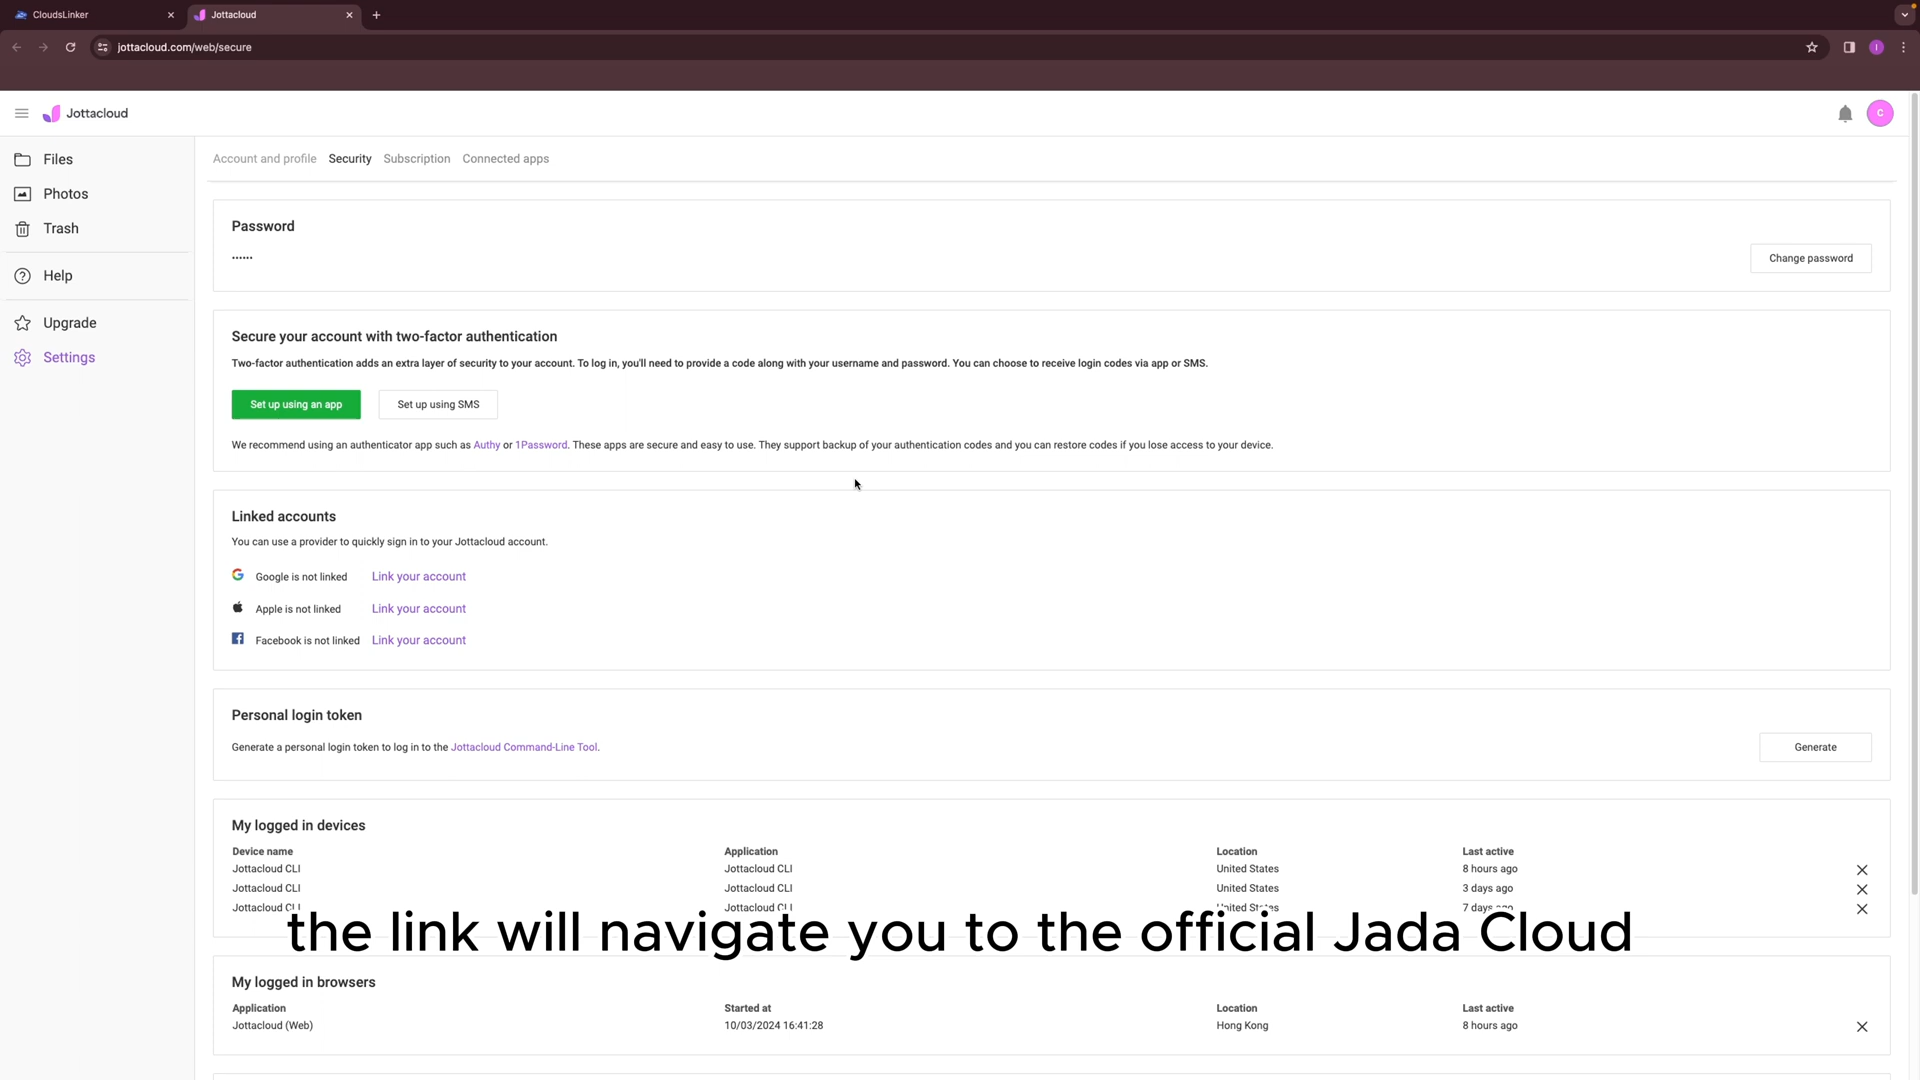 CloudsLinker
Jottacloud
jottacloud.com/web/secure
I
Jottacloud
C
Files
Photos
Trash
Help
Upgrade
Settings
Account and profile Security Subscription Connected apps
Password
······
Change password
Secure your account with two-factor authentication
Two-factor authentication adds an extra layer of security to your account. To log in, you'll need to provide a code along with your username and password. You can choose to receive login codes via app or SMS.
Set up using an app Set up using SMS
We recommend using an authenticator app such as Authy or 1Password. These apps are secure and easy to use. They support backup of your authentication codes and you can restore codes if you lose access to your device.
Linked accounts
You can use a provider to quickly sign in to your Jottacloud account.
Google is not linked Link your account
Apple is not linked Link your account
Facebook is not linked Link your account
Personal login token
Generate a personal login token to log in to the Jottacloud Command-Line Tool.
Generate
My logged in devices
Device name Application Location Last active
Jottacloud CLI Jottacloud CLI United States 8 hours ago
Jottacloud CLI Jottacloud CLI United States 3 days ago
Jottacloud CLI Jottacloud CLI United States 7 days ago
the link will navigate you to the official Jada Cloud
My logged in browsers
Application Started at Location Last active
Jottacloud (Web) 10/03/2024 16:41:28 Hong Kong 8 hours ago